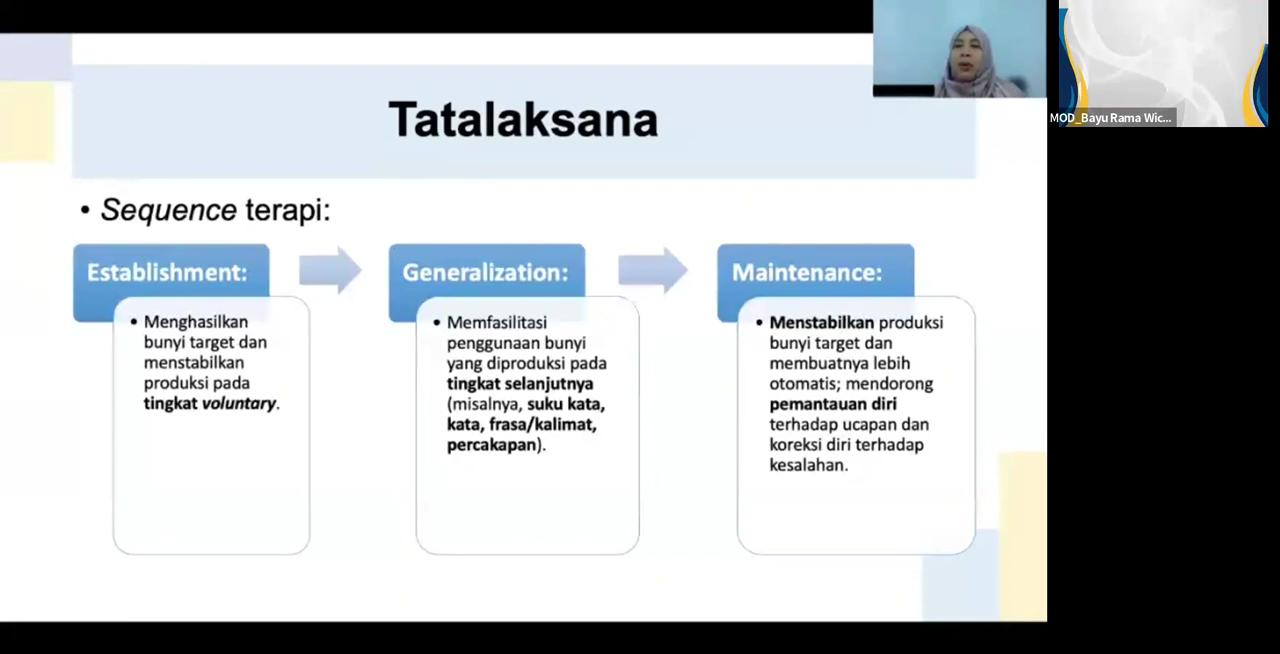 Tatalaksana
• Sequence terapi:
Establishment:
• Menghasilkan
bunyi target dan
menstabilkan
produksi pada
tingkat voluntary.
Generalization:
• Memfasilitasi
penggunaan bunyi
yang diproduksi pada
tingkat selanjutnya
(misalnya, suku kata,
kata, frasa/kalimat,
percakapan).
Maintenance:
• Menstabilkan produksi
bunyi target dan
membuatnya lebih
otomatis; mendorong
pemantauan diri
terhadap ucapan dan
koreksi diri terhadap
kesalahan.
MOD_Bayu Rama Wic...